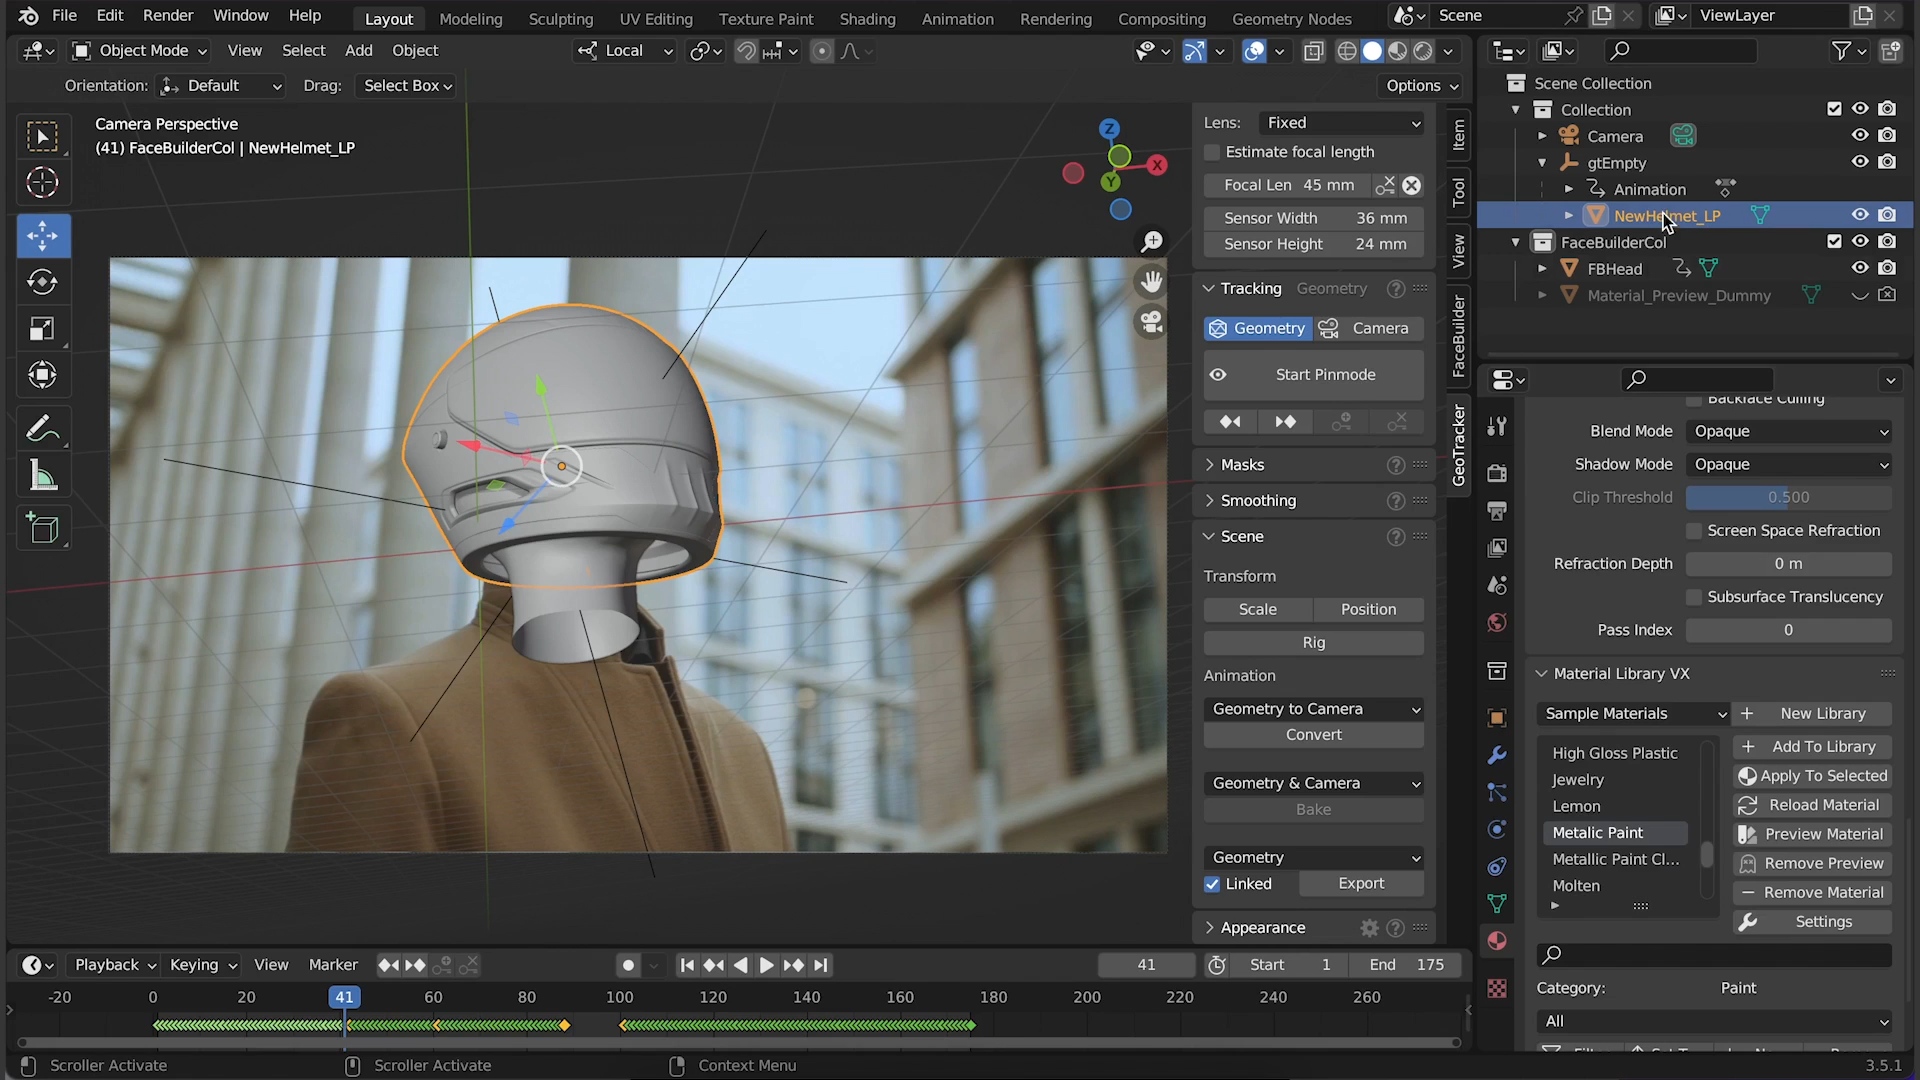 File Edit Render Window Help
Layout Modeling Sculpting UV Editing Texture Paint Shading Animation Rendering Compositing Geometry Nodes
Scene
ViewLayer
Object Mode View Select Add Object
Local
Orientation: Default Drag: Select Box
Options
Camera Perspective
(41) FaceBuilderCol | NewHelmet_LP
Z
X
Y
Lens: Fixed
Estimate focal length
Focal Len 45 mm
Sensor Width 36 mm
Sensor Height 24 mm
Tracking Geometry
Geometry Camera
Start Pinmode
Masks
Smoothing
Scene
Transform
Scale Position
Rig
Animation
Geometry to Camera
Convert
Geometry & Camera
Bake
Geometry
Linked Export
Appearance
Item
Tool
View
FaceBuilder
GeoTracker
Scene Collection
Collection
Camera
gtEmpty
Animation
NewHelmet_LP
FaceBuilderCol
FBHead
Material_Preview_Dummy
Backface Culling
Blend Mode Opaque
Shadow Mode Opaque
Clip Threshold 0.500
Screen Space Refraction
Refraction Depth 0 m
Subsurface Translucency
Pass Index 0
Material Library VX
Sample Materials
New Library
High Gloss Plastic
Jewelry
Lemon
Metalic Paint
Metallic Paint Cl...
Molten
Add To Library
Apply To Selected
Reload Material
Preview Material
Remove Preview
Remove Material
Settings
Category: Paint
All
Playback Keying View Marker
41
Start 1
End 175
-20 0 20 41 60 80 100 120 140 160 180 200 220 240 260
Scroller Activate
Scroller Activate
Context Menu
3.5.1